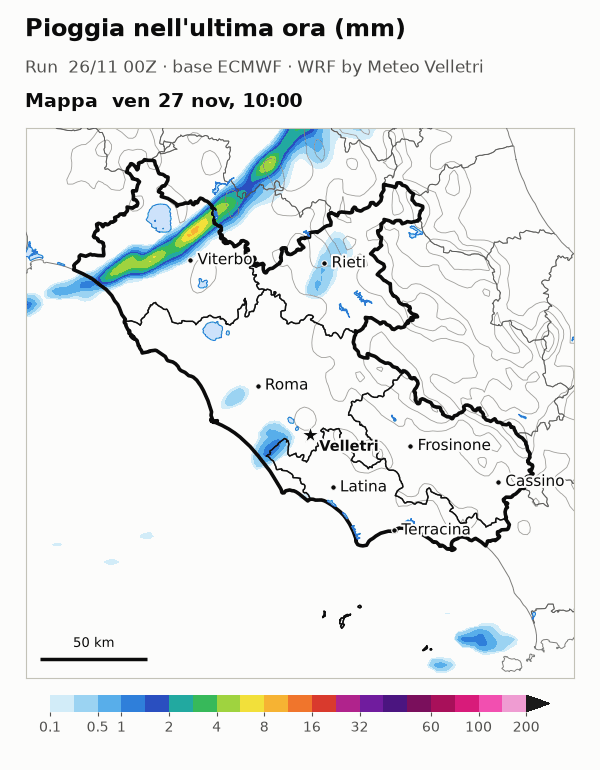 Pioggia nell'ultima ora (mm)
Run  26/11 00Z · base ECMWF · WRF by Meteo Velletri
Mappa  ven 27 nov, 10:00
Viterbo
Rieti
Roma
Velletri
Frosinone
Cassino
Latina
Terracina
50 km
0.1 0.5 1 2 4 8 16 32 60 100 200